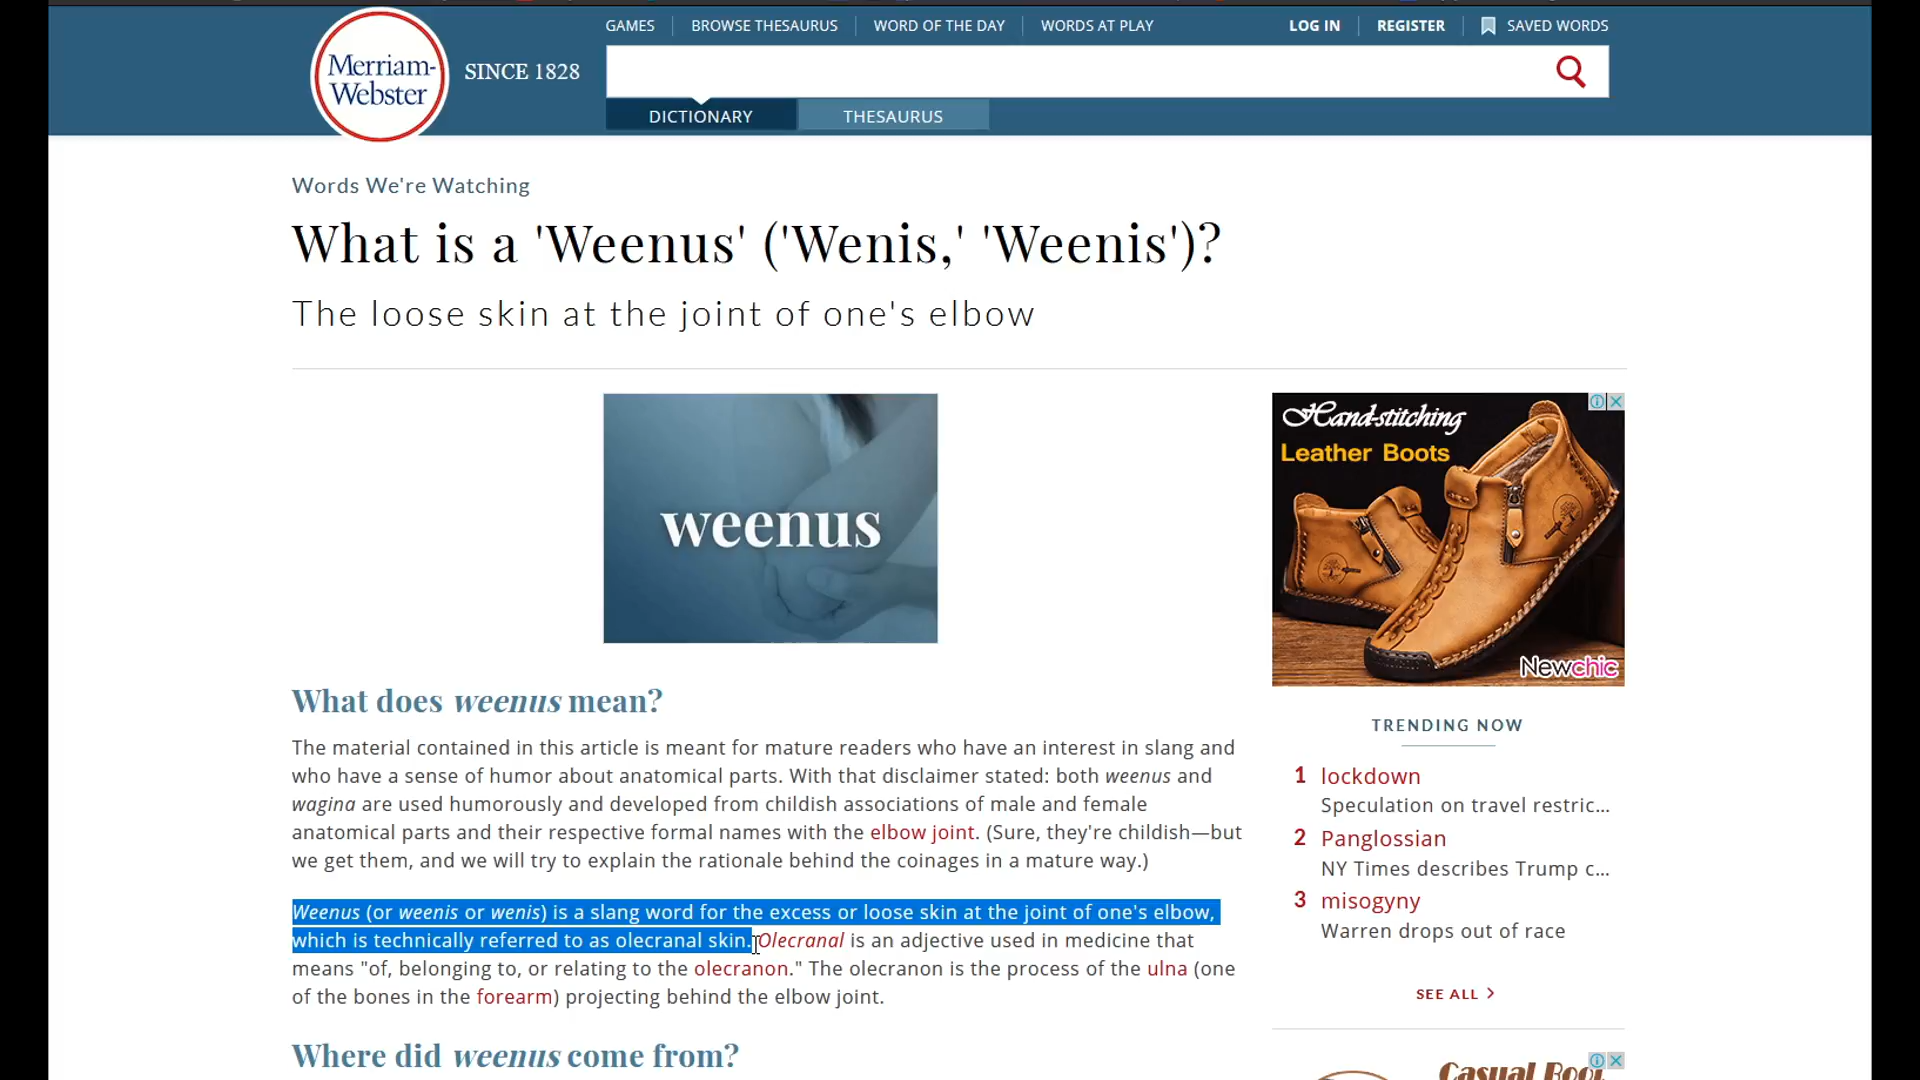 GAMES BROWSE THESAURUS WORD OF THE DAY WORDS AT PLAY LOG IN REGISTER SAVED WORDS
Merriam-
Webster
SINCE 1828
DICTIONARY THESAURUS
Words We're Watching
What is a 'Weenus' ('Wenis,' 'Weenis')?
The loose skin at the joint of one's elbow
weenus
Hand-stitching
Leather Boots
Newchic
What does weenus mean?
The material contained in this article is meant for mature readers who have an interest in slang and
who have a sense of humor about anatomical parts. With that disclaimer stated: both weenus and
wagina are used humorously and developed from childish associations of male and female
anatomical parts and their respective formal names with the elbow joint. (Sure, they're childish—but
we get them, and we will try to explain the rationale behind the coinages in a mature way.)
Weenus (or weenis or wenis) is a slang word for the excess or loose skin at the joint of one's elbow,
which is technically referred to as olecranal skin. Olecranal is an adjective used in medicine that
means "of, belonging to, or relating to the olecranon." The olecranon is the process of the ulna (one
of the bones in the forearm) projecting behind the elbow joint.
Where did weenus come from?
TRENDING NOW
1 lockdown
Speculation on travel restric...
2 Panglossian
NY Times describes Trump c...
3 misogyny
Warren drops out of race
SEE ALL
Casual Boot